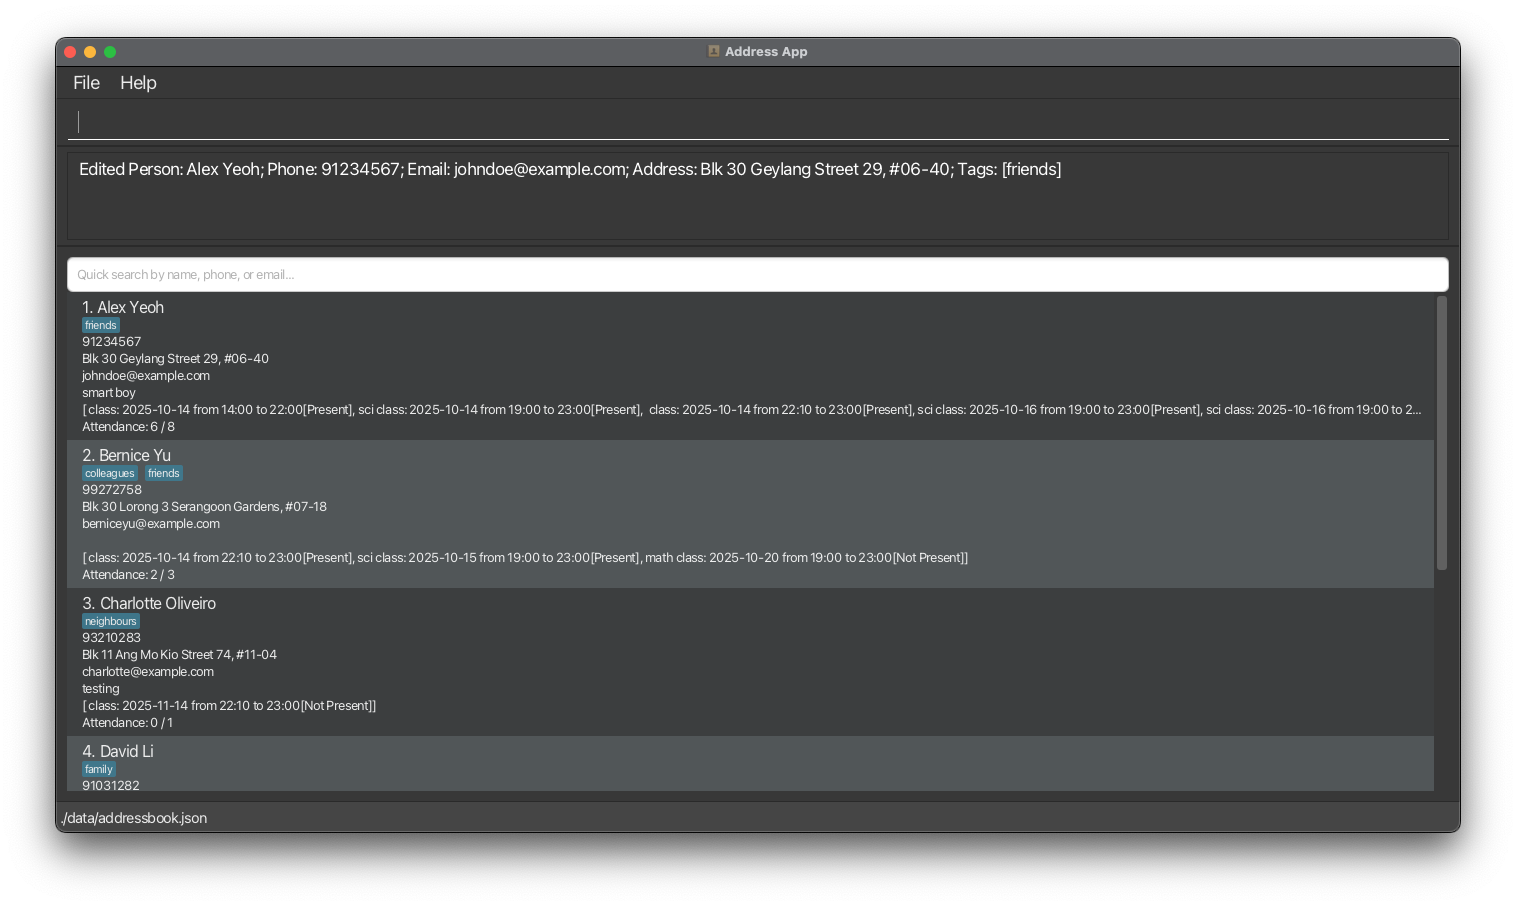 Address App
File Help
Edited Person: Alex Yeoh; Phone: 91234567; Email: johndoe@example.com; Address: Blk 30 Geylang Street 29, #06-40; Tags: [friends]
Quick search by name, phone, or email...
1. Alex Yeoh
friends
91234567
Blk 30 Geylang Street 29, #06-40
johndoe@example.com
smart boy
[ class: 2025-10-14 from 14:00 to 22:00[Present], sci class: 2025-10-14 from 19:00 to 23:00[Present],  class: 2025-10-14 from 22:10 to 23:00[Present], sci class: 2025-10-16 from 19:00 to 23:00[Present], sci class: 2025-10-16 from 19:00 to 2...
Attendance: 6 / 8
2. Bernice Yu
colleagues friends
99272758
Blk 30 Lorong 3 Serangoon Gardens, #07-18
berniceyu@example.com
[ class: 2025-10-14 from 22:10 to 23:00[Present], sci class: 2025-10-15 from 19:00 to 23:00[Present], math class: 2025-10-20 from 19:00 to 23:00[Not Present]]
Attendance: 2 / 3
3. Charlotte Oliveiro
neighbours
93210283
Blk 11 Ang Mo Kio Street 74, #11-04
charlotte@example.com
testing
[ class: 2025-11-14 from 22:10 to 23:00[Not Present]]
Attendance: 0 / 1
4. David Li
family
91031282
./data/addressbook.json